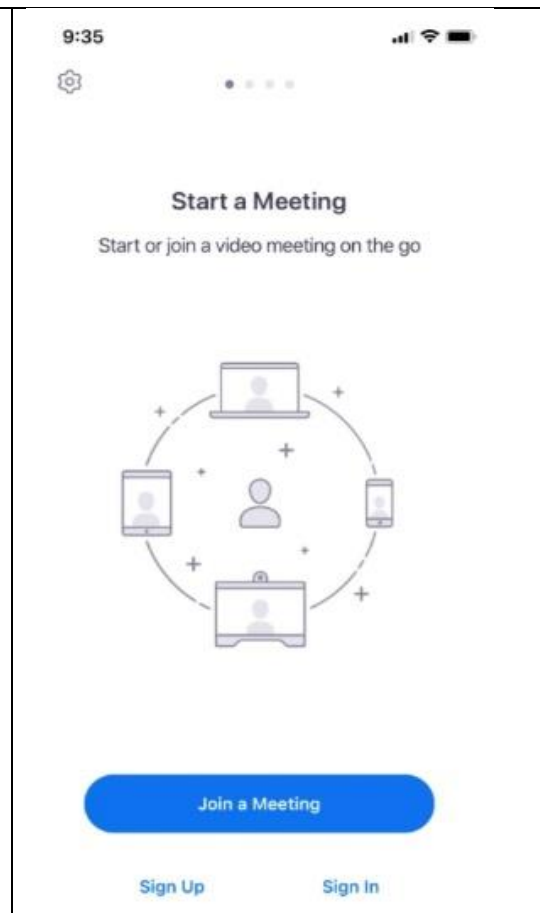 9:35
Start a Meeting
Start or join a video meeting on the go
Join a Meeting
Sign Up Sign In